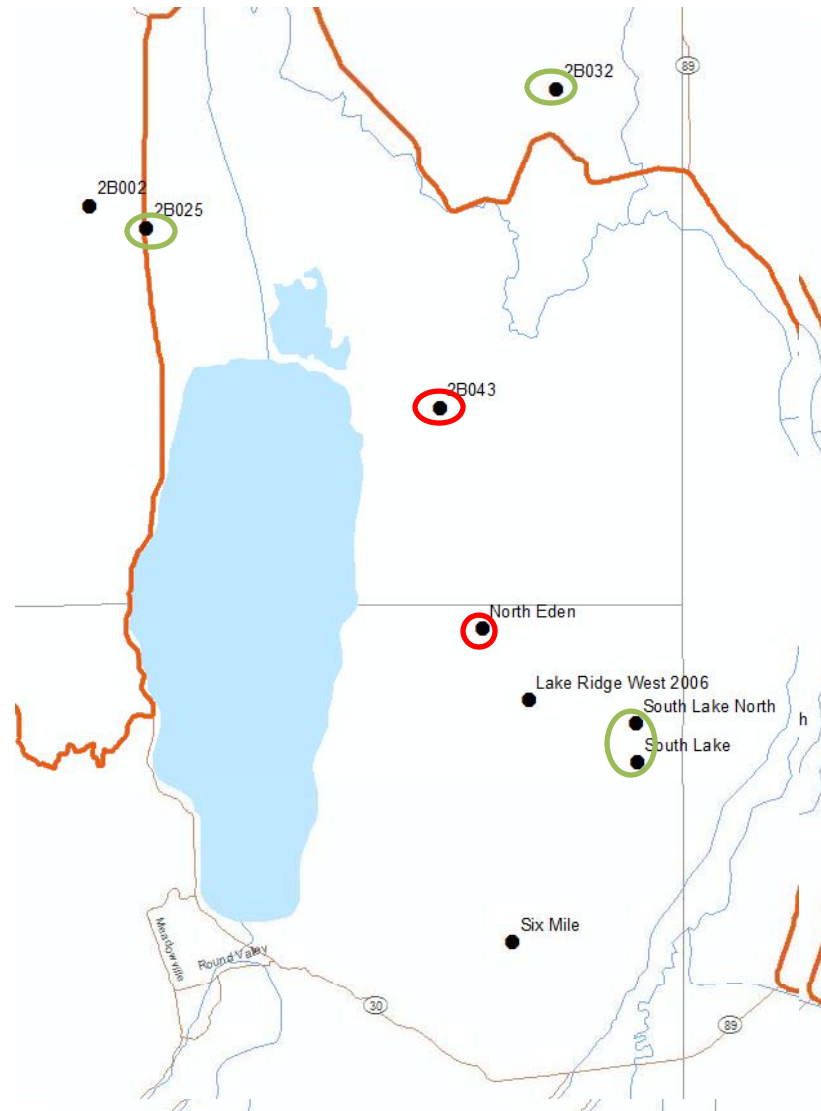 2B032
89
2B002
2B025
2B043
North Eden
Lake Ridge West 2006
South Lake North
h
South Lake
Six Mile
Meadowville
Round Valley
30
89